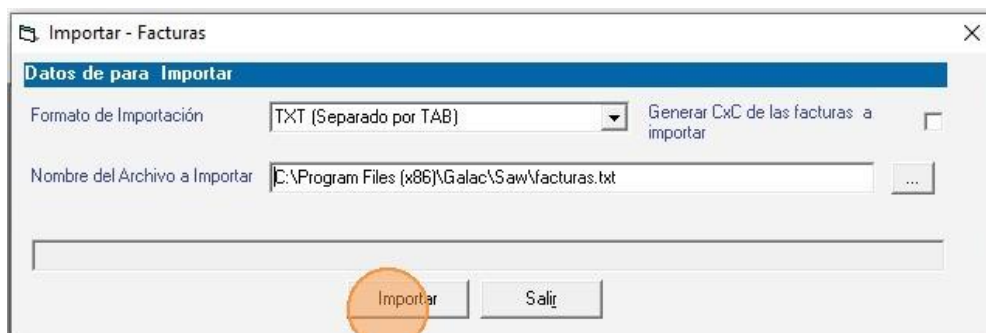 Importar - Facturas
Datos de para Importar
Formato de Importación
TXT (Separado por TAB)
Generar CxC de las facturas a
importar
Nombre del Archivo a Importar
C:\Program Files (x86)\Galac\Saw\facturas.txt
...
Importar
Salir